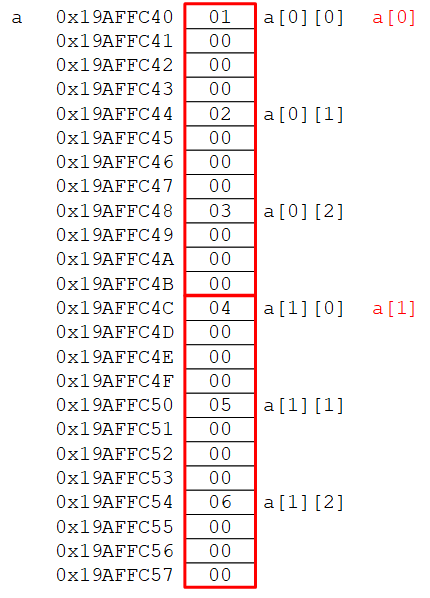 a 0x19AFFC40 01 a[0][0] a[0]
0x19AFFC41 00
0x19AFFC42 00
0x19AFFC43 00
0x19AFFC44 02 a[0][1]
0x19AFFC45 00
0x19AFFC46 00
0x19AFFC47 00
0x19AFFC48 03 a[0][2]
0x19AFFC49 00
0x19AFFC4A 00
0x19AFFC4B 00
0x19AFFC4C 04 a[1][0] a[1]
0x19AFFC4D 00
0x19AFFC4E 00
0x19AFFC4F 00
0x19AFFC50 05 a[1][1]
0x19AFFC51 00
0x19AFFC52 00
0x19AFFC53 00
0x19AFFC54 06 a[1][2]
0x19AFFC55 00
0x19AFFC56 00
0x19AFFC57 00